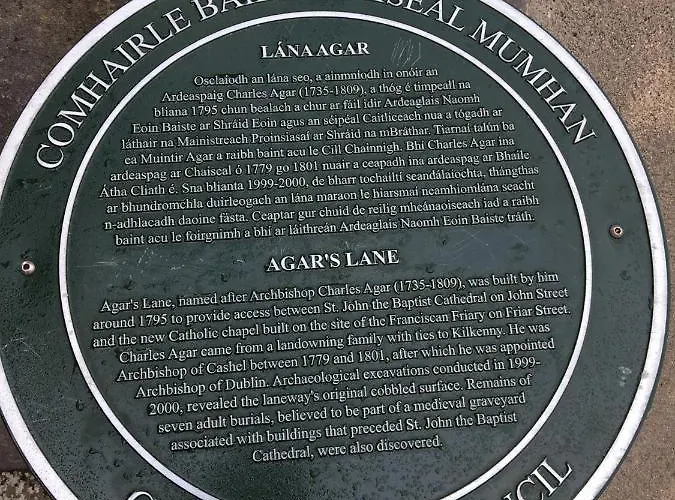 COMHAIRLE
MUMHAN
LÁNA AGAR
Osclaíodh an lána seo, a ainmníodh in onóir an
Ardeaspaig Charles Agar (1735-1809), a thóg é timpeall na
bliana 1795 chun bealach a chur ar fáil idir Ardeaglais Naomh
Eoin Baiste ar Shráid Eoin agus an séipéal Caitliceach nua a tógadh ar
láthair na Mainistreach Proinsiasaí ar Shráid na mBráthar. Tiarnaí talún ba
ea Muintir Agar a raibh baint acu le Cill Chainnigh. Bhí Charles Agar ina
ardeaspag ar Chaiseal ó 1779 go 1801 nuair a ceapadh ina ardeaspag ar Bhaile
Átha Cliath é. Sna blianta 1999-2000, de bharr tochailtí seandálaíochta, thángthas
ar bhundromchla duirleogach an lána maraon le hiarsmaí neamhiomlána seacht
n-adhlacadh daoine fásta. Ceaptar gur chuid de reilig mheánaoiseach iad a raibh
baint acu le foirgnimh a bhí ar láithreán Ardeaglais Naomh Eoin Baiste tráth.
AGAR'S LANE
Agar's Lane, named after Archbishop Charles Agar (1735-1809), was built by him
around 1795 to provide access between St. John the Baptist Cathedral on John Street
and the new Catholic chapel built on the site of the Franciscan Friary on Friar Street.
Charles Agar came from a landowning family with ties to Kilkenny. He was
Archbishop of Cashel between 1779 and 1801, after which he was appointed
Archbishop of Dublin. Archaeological excavations conducted in 1999-
2000, revealed the laneway's original cobbled surface. Remains of
seven adult burials, believed to be part of a medieval graveyard
associated with buildings that preceded St. John the Baptist
Cathedral, were also discovered.